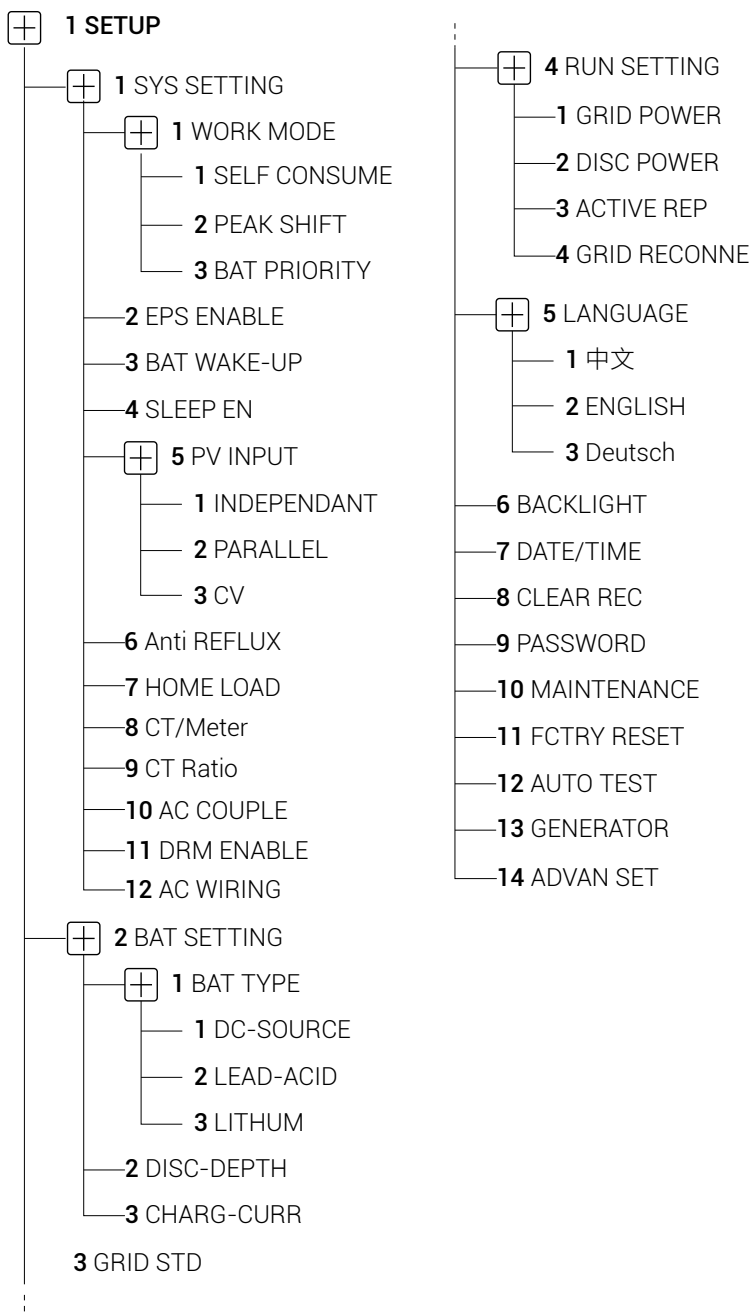 1 SETUP
1 SYS SETTING
1 WORK MODE
1 SELF CONSUME
2 PEAK SHIFT
3 BAT PRIORITY
2 EPS ENABLE
3 BAT WAKE-UP
4 SLEEP EN
5 PV INPUT
1 INDEPENDANT
2 PARALLEL
3 CV
6 Anti REFLUX
7 HOME LOAD
8 CT/Meter
9 CT Ratio
10 AC COUPLE
11 DRM ENABLE
12 AC WIRING
2 BAT SETTING
1 BAT TYPE
1 DC-SOURCE
2 LEAD-ACID
3 LITHUM
2 DISC-DEPTH
3 CHARG-CURR
3 GRID STD
4 RUN SETTING
1 GRID POWER
2 DISC POWER
3 ACTIVE REP
4 GRID RECONNE
5 LANGUAGE
1 中文
2 ENGLISH
3 Deutsch
6 BACKLIGHT
7 DATE/TIME
8 CLEAR REC
9 PASSWORD
10 MAINTENANCE
11 FCTRY RESET
12 AUTO TEST
13 GENERATOR
14 ADVAN SET